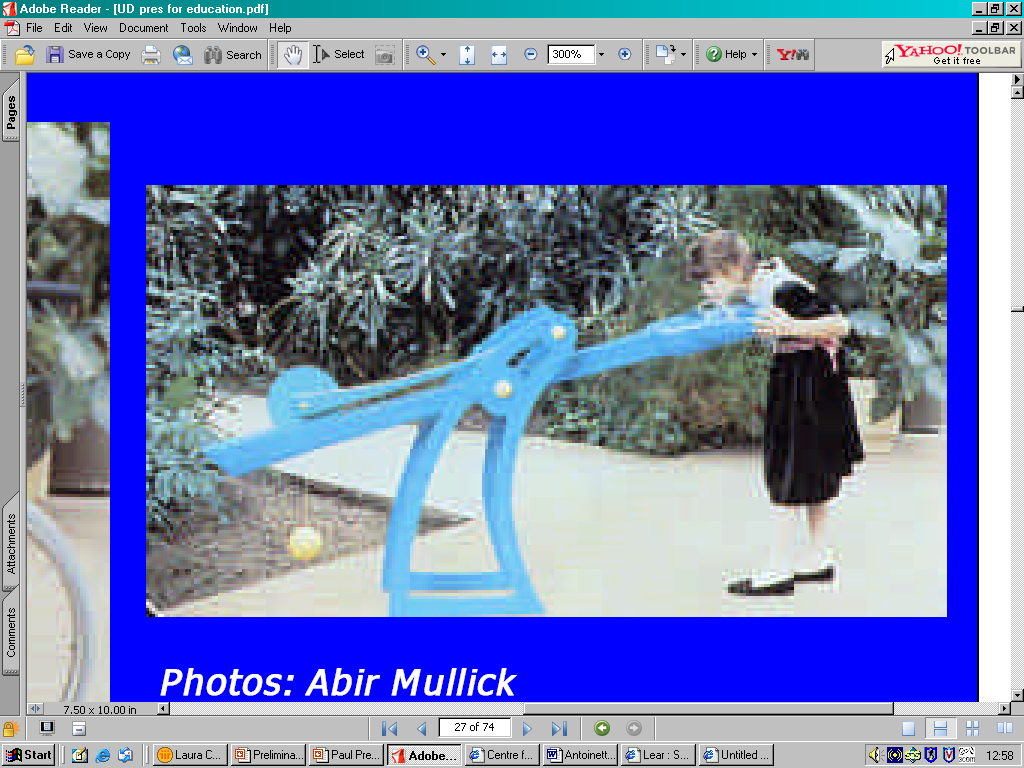 Adobe Reader - [UD pres for education.pdf]
File Edit View Document Tools Window Help
Save a Copy Search Select 300% Help Y! YAHOO! TOOLBAR
Get it free
Pages
Attachments
Comments
Photos: Abir Mullick
7.50 x 10.00 in
27 of 74
Start Laura C... Prelimina... Paul Pre... Adobe... Centre f... Antoinett... Lear : S... Untitled ... 12:58